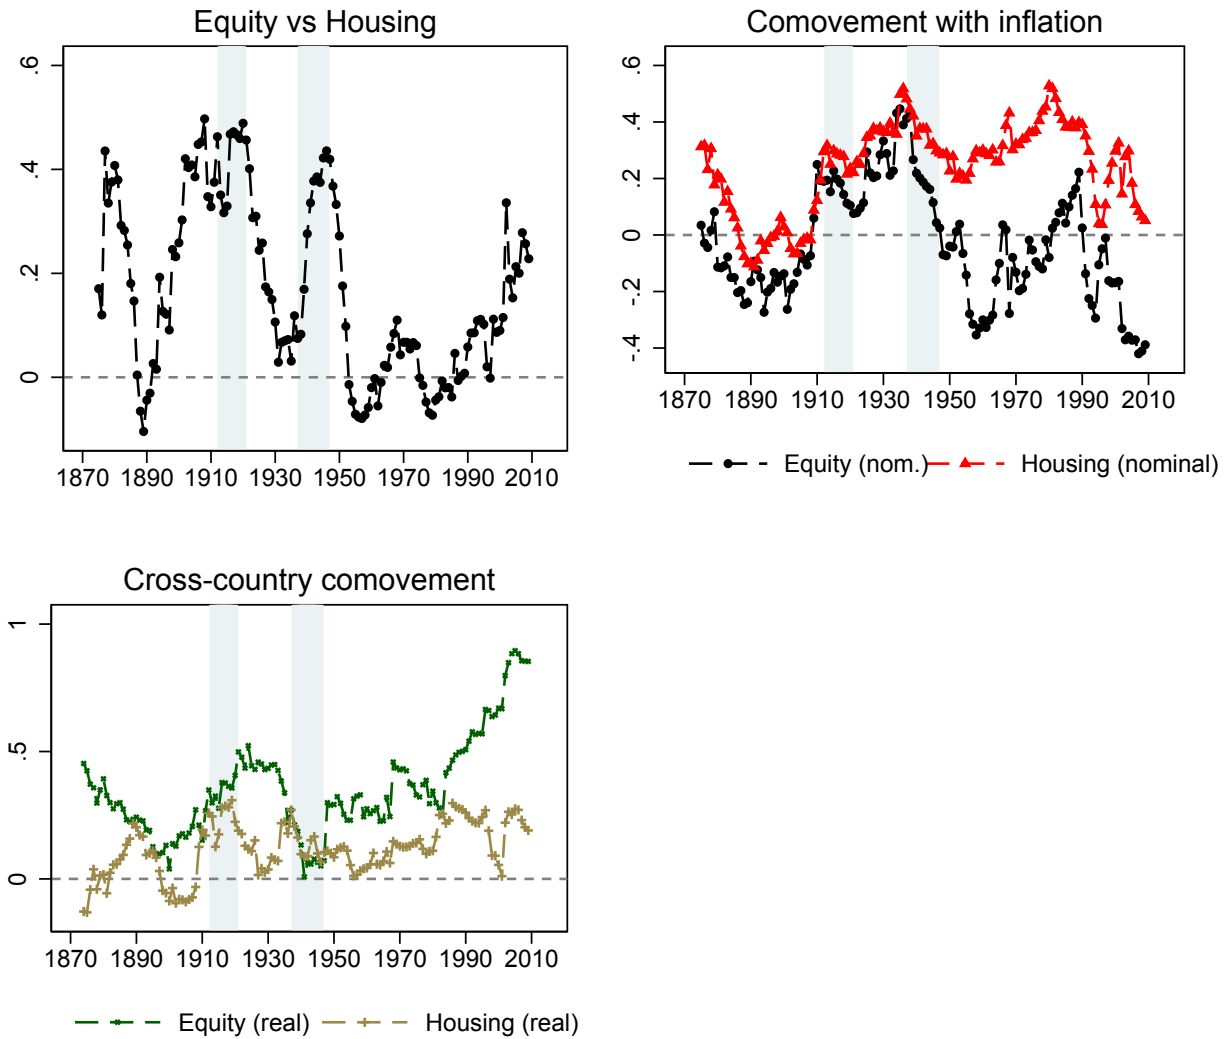 Equity vs Housing
.6
.4
.2
0
1870 1890 1910 1930 1950 1970 1990 2010
Comovement with inflation
.6
.4
.2
0
-.2
-.4
1870 1890 1910 1930 1950 1970 1990 2010
Equity (nom.) Housing (nominal)
Cross-country comovement
1
.5
0
1870 1890 1910 1930 1950 1970 1990 2010
Equity (real) Housing (real)